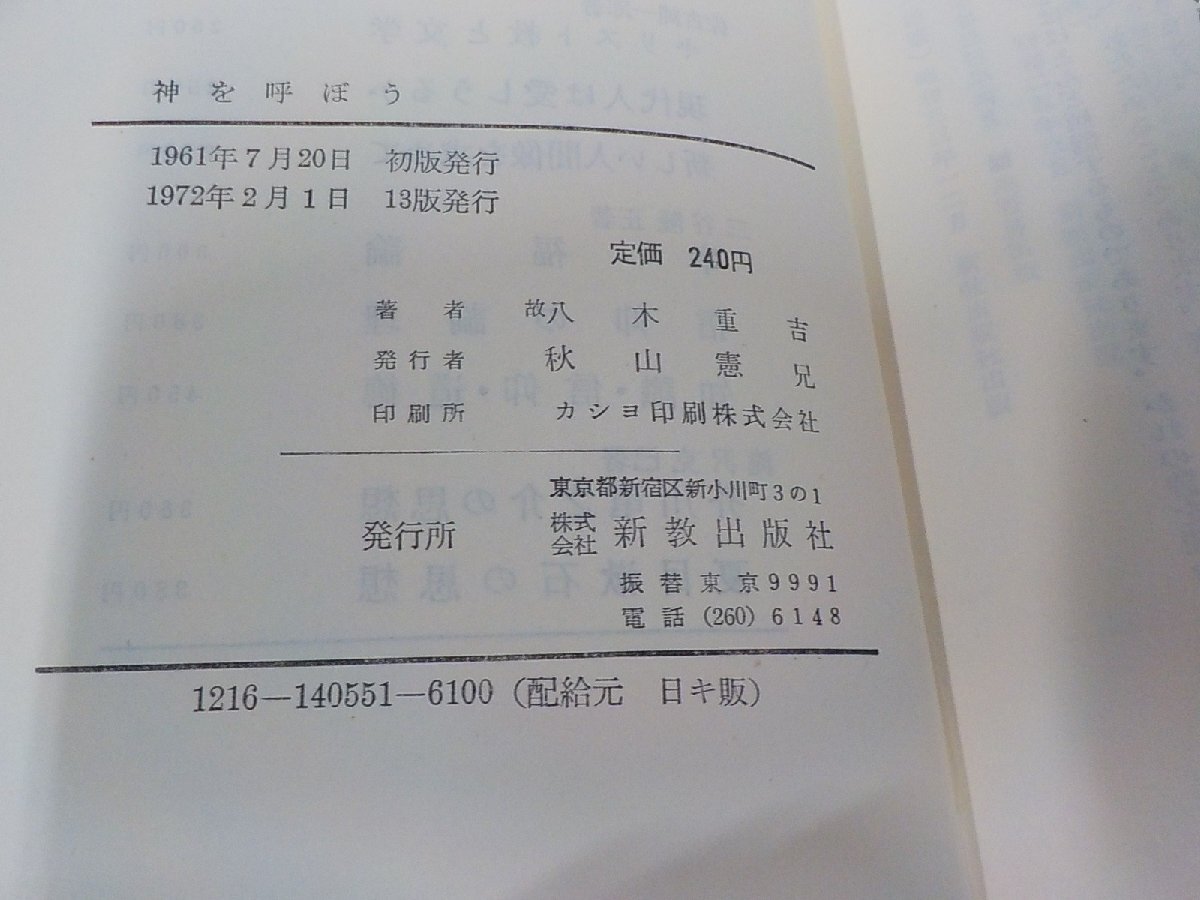 神を呼ぼう
1961年7月20日 初版発行
1972年2月1日 13版発行
定価 240円
著者 故八木重吉
発行者 秋山憲兄
印刷所 カシヨ印刷株式会社
東京都新宿区新小川町3の1
発行所 株式会社 新教出版社
振替東京9991
電話(260)6148
1216—140551—6100(配給元 日キ販)